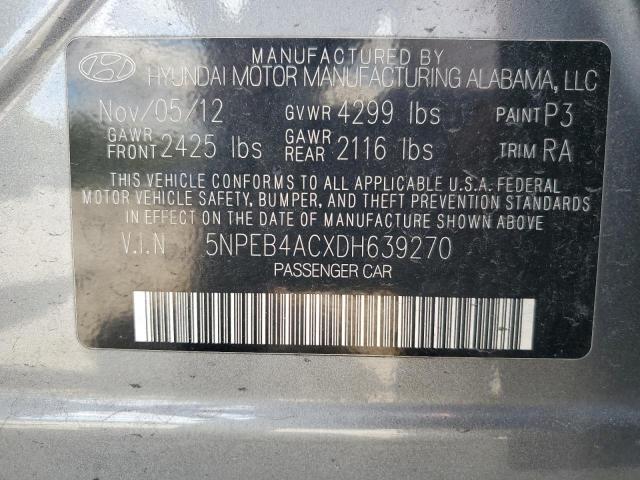 MANUFACTURED BY
HYUNDAI MOTOR MANUFACTURING ALABAMA, LLC
Nov/05/12 GVWR 4299 lbs PAINT P3
GAWR FRONT 2425 lbs GAWR REAR 2116 lbs TRIM RA
THIS VEHICLE CONFORMS TO ALL APPLICABLE U.S.A. FEDERAL
MOTOR VEHICLE SAFETY, BUMPER, AND THEFT PREVENTION
STANDARDS IN EFFECT ON THE DATE OF MANUFACTURE SHOWN ABOVE.
V.I.N 5NPEB4ACXDH639270
PASSENGER CAR